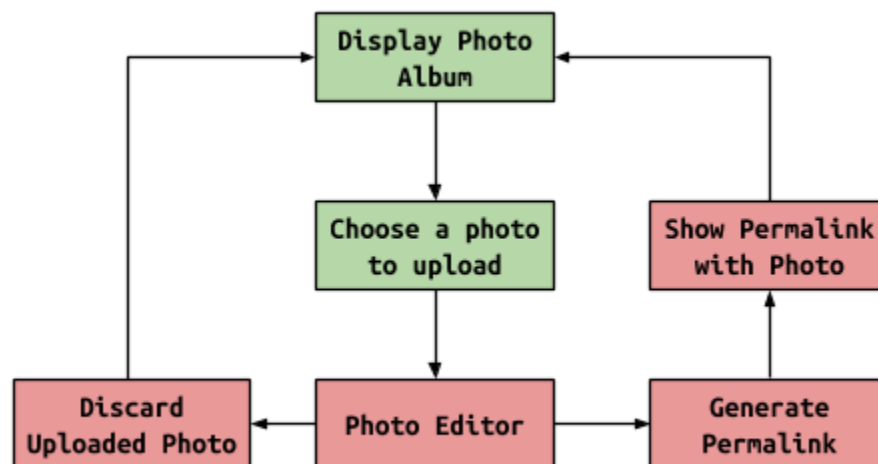 Display Photo
Album
Choose a photo
to upload
Show Permalink
with Photo
Discard
Uploaded Photo
Photo Editor
Generate
Permalink